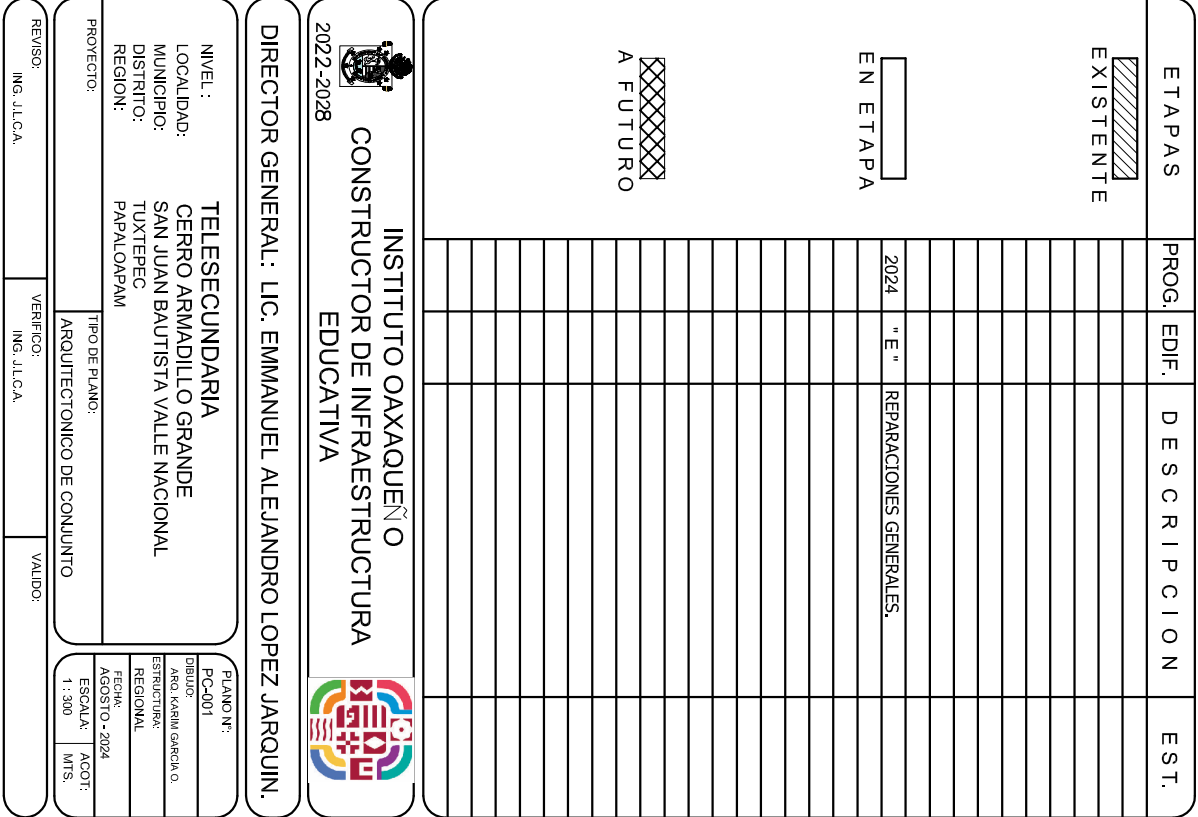 ETAPAS PROG. EDIF. DESCRIPCION EST.
EXISTENTE
EN ETAPA
2024 "E" REPARACIONES GENERALES.
A FUTURO
INSTITUTO OAXAQUEÑO
CONSTRUCTOR DE INFRAESTRUCTURA
EDUCATIVA
2022-2028
DIRECTOR GENERAL: LIC. EMMANUEL ALEJANDRO LOPEZ JARQUIN.
NIVEL : TELESECUNDARIA
LOCALIDAD: CERRO ARMADILLO GRANDE
MUNICIPIO: SAN JUAN BAUTISTA VALLE NACIONAL
DISTRITO: TUXTEPEC
REGION: PAPALOAPAM
PROYECTO:
TIPO DE PLANO:
ARQUITECTONICO DE CONJUNTO
PLANO Nº:
PC-001
DIBUJO:
ARQ. KARIM GARCIA O.
ESTRUCTURA:
REGIONAL
FECHA:
AGOSTO - 2024
ESCALA:
1 : 300
ACOT:
MTS.
REVISO:
ING. J.L.C.A.
VERIFICO:
ING. J.L.C.A.
VALIDO: